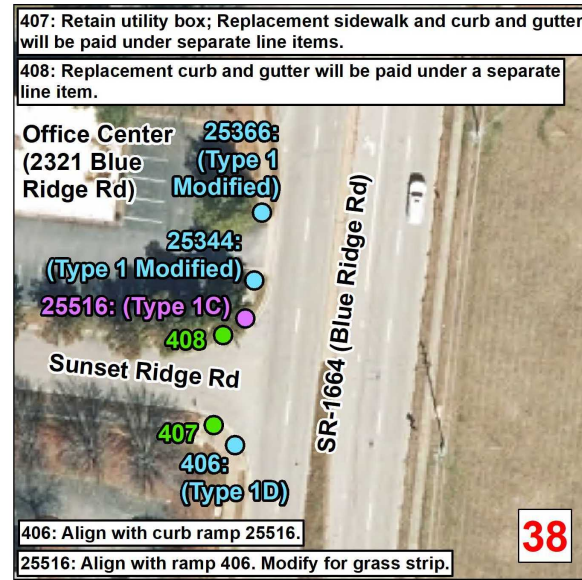 407: Retain utility box; Replacement sidewalk and curb and gutter
will be paid under separate line items.
408: Replacement curb and gutter will be paid under a separate
line item.
Office Center
(2321 Blue
Ridge Rd)
25366:
(Type 1
Modified)
25344:
(Type 1 Modified)
25516: (Type 1C)
408
Sunset Ridge Rd
SR-1664 (Blue Ridge Rd)
407
406:
(Type 1D)
406: Align with curb ramp 25516.
25516: Align with ramp 406. Modify for grass strip.
38